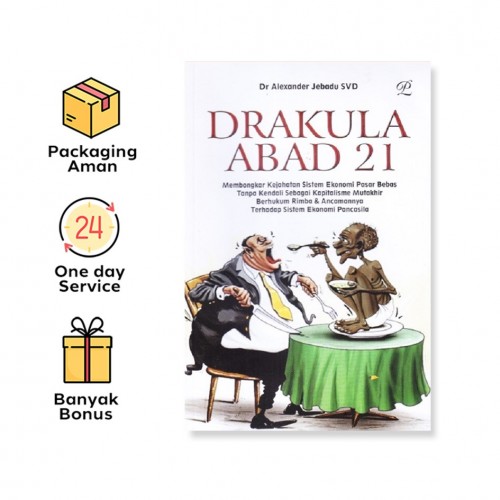 Packaging
Aman
24
One day
Service
Banyak
Bonus
Dr Alexander Jebadu SVD
DRAKULA
ABAD 21
Membongkar Kejahatan Sistem Ekonomi Pasar Bebas
Tanpa Kendali Sebagai Kapitalisme Mutakhir
Berhukum Rimba & Ancamannya
Terhadap Sistem Ekonomi Pancasila